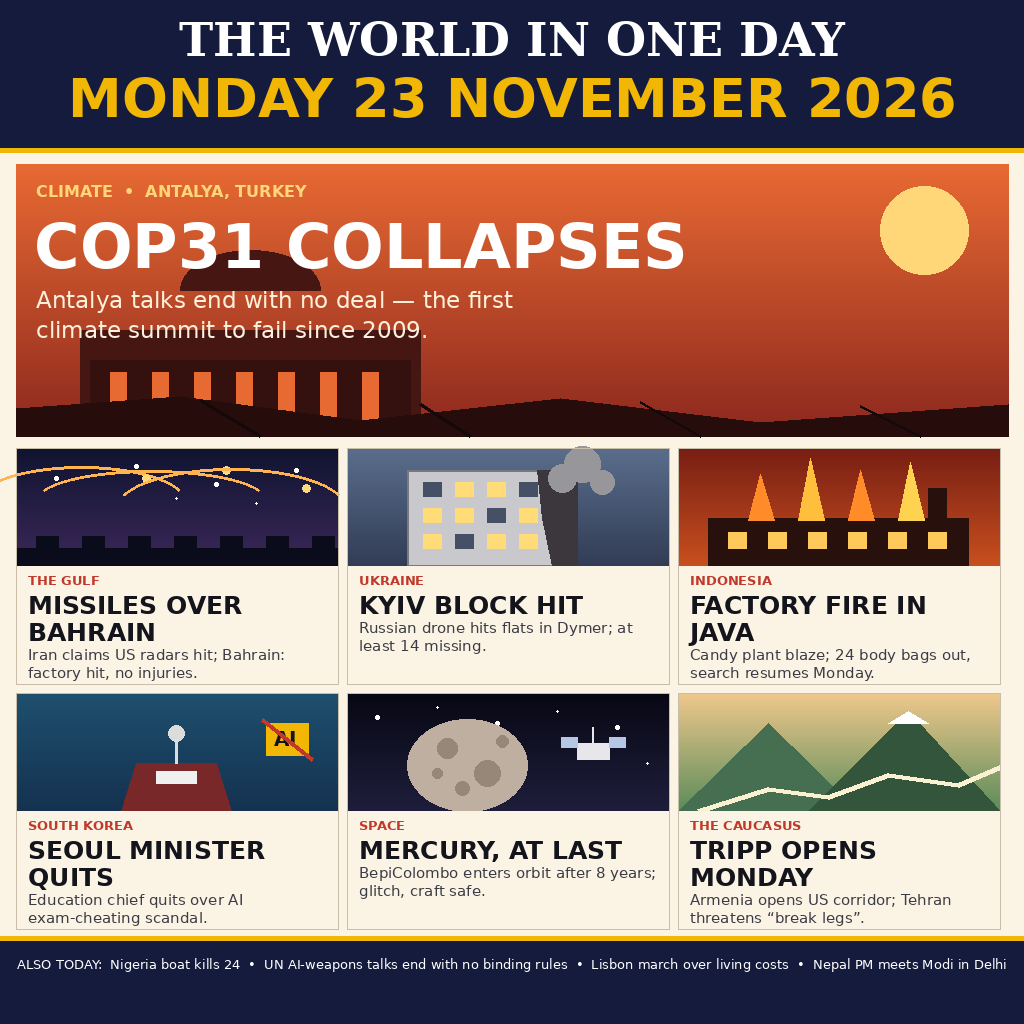 THE WORLD IN ONE DAY
MONDAY 23 NOVEMBER 2026
CLIMATE • ANTALYA, TURKEY
COP31 COLLAPSES
Antalya talks end with no deal — the first
climate summit to fail since 2009.
THE GULF
MISSILES OVER
BAHRAIN
Iran claims US radars hit; Bahrain:
factory hit, no injuries.
UKRAINE
KYIV BLOCK HIT
Russian drone hits flats in Dymer; at
least 14 missing.
INDONESIA
FACTORY FIRE IN
JAVA
Candy plant blaze; 24 body bags out,
search resumes Monday.
AI
SOUTH KOREA
SEOUL MINISTER
QUITS
Education chief quits over AI
exam-cheating scandal.
SPACE
MERCURY, AT LAST
BepiColombo enters orbit after 8 years;
glitch, craft safe.
THE CAUCASUS
TRIPP OPENS
MONDAY
Armenia opens US corridor; Tehran
threatens “break legs”.
ALSO TODAY: Nigeria boat kills 24 • UN AI-weapons talks end with no binding rules • Lisbon march over living costs • Nepal PM meets Modi in Delhi